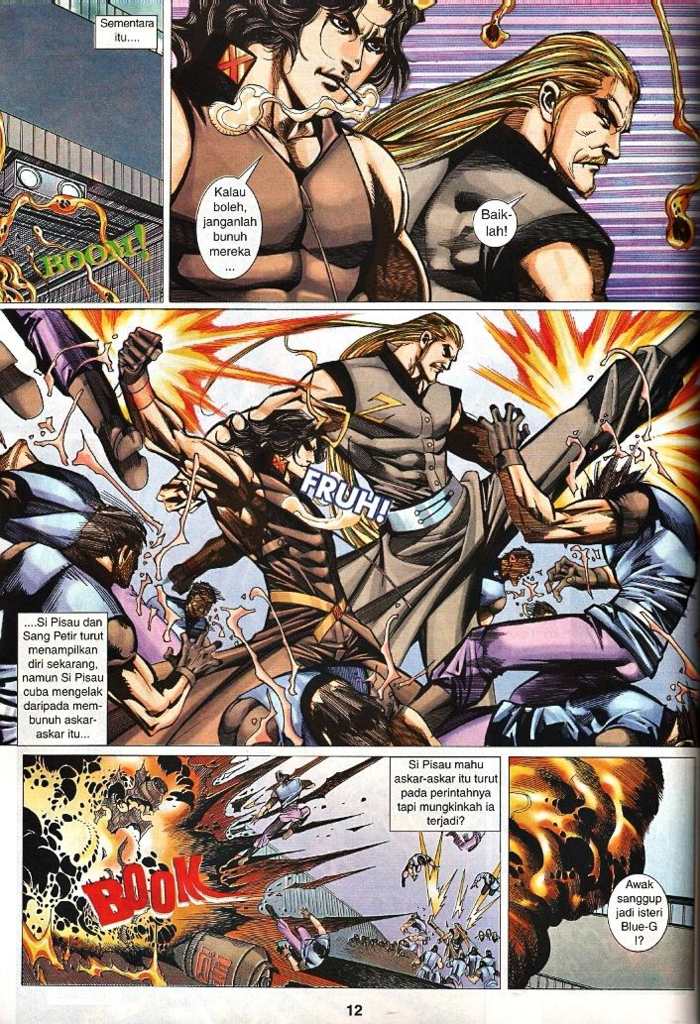 Sementara
itu....
BOOM!
Kalau
boleh,
janganlah
bunuh
mereka
...
Baik-
lah!
FRUH!
....Si Pisau dan
Sang Petir turut
menampilkan
diri sekarang,
namun Si Pisau
cuba mengelak
daripada mem-
bunuh askar-
askar itu...
BOOM
Si Pisau mahu
askar-askar itu turut
pada perintahnya
tapi mungkinkah ia
terjadi?
Awak
sanggup
jadi isteri
Blue-G
!?
12